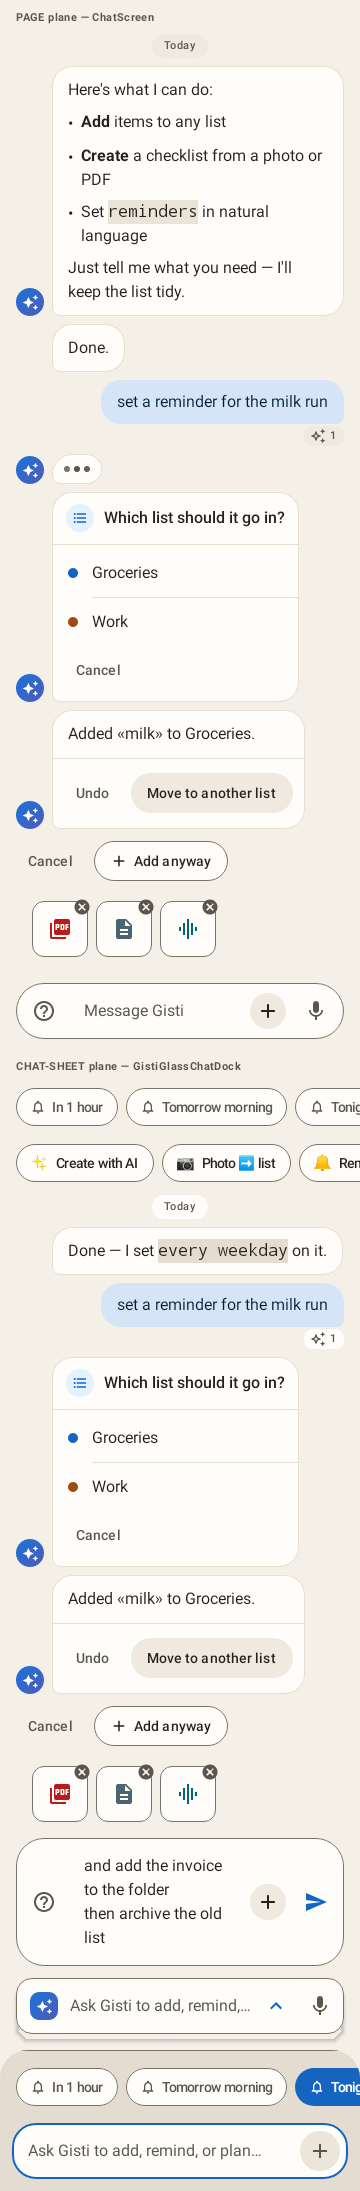 PAGE plane — ChatScreen
Today
Here's what I can do:
• Add items to any list
• Create a checklist from a photo or
PDF
• Set reminders in natural
language
Just tell me what you need — I'll
keep the list tidy.
Done.
set a reminder for the milk run
1
Which list should it go in?
Groceries
Work
Cancel
Added «milk» to Groceries.
Undo
Move to another list
Cancel
Add anyway
PDF
Message Gisti
CHAT-SHEET plane — GistiGlassChatDock
In 1 hour
Tomorrow morning
Tonig
Create with AI
Photo ➡️ list
Ren
Today
Done — I set every weekday on it.
set a reminder for the milk run
1
Which list should it go in?
Groceries
Work
Cancel
Added «milk» to Groceries.
Undo
Move to another list
Cancel
Add anyway
PDF
and add the invoice
to the folder
then archive the old
list
Ask Gisti to add, remind,...
In 1 hour
Tomorrow morning
Tonig
Ask Gisti to add, remind, or plan...